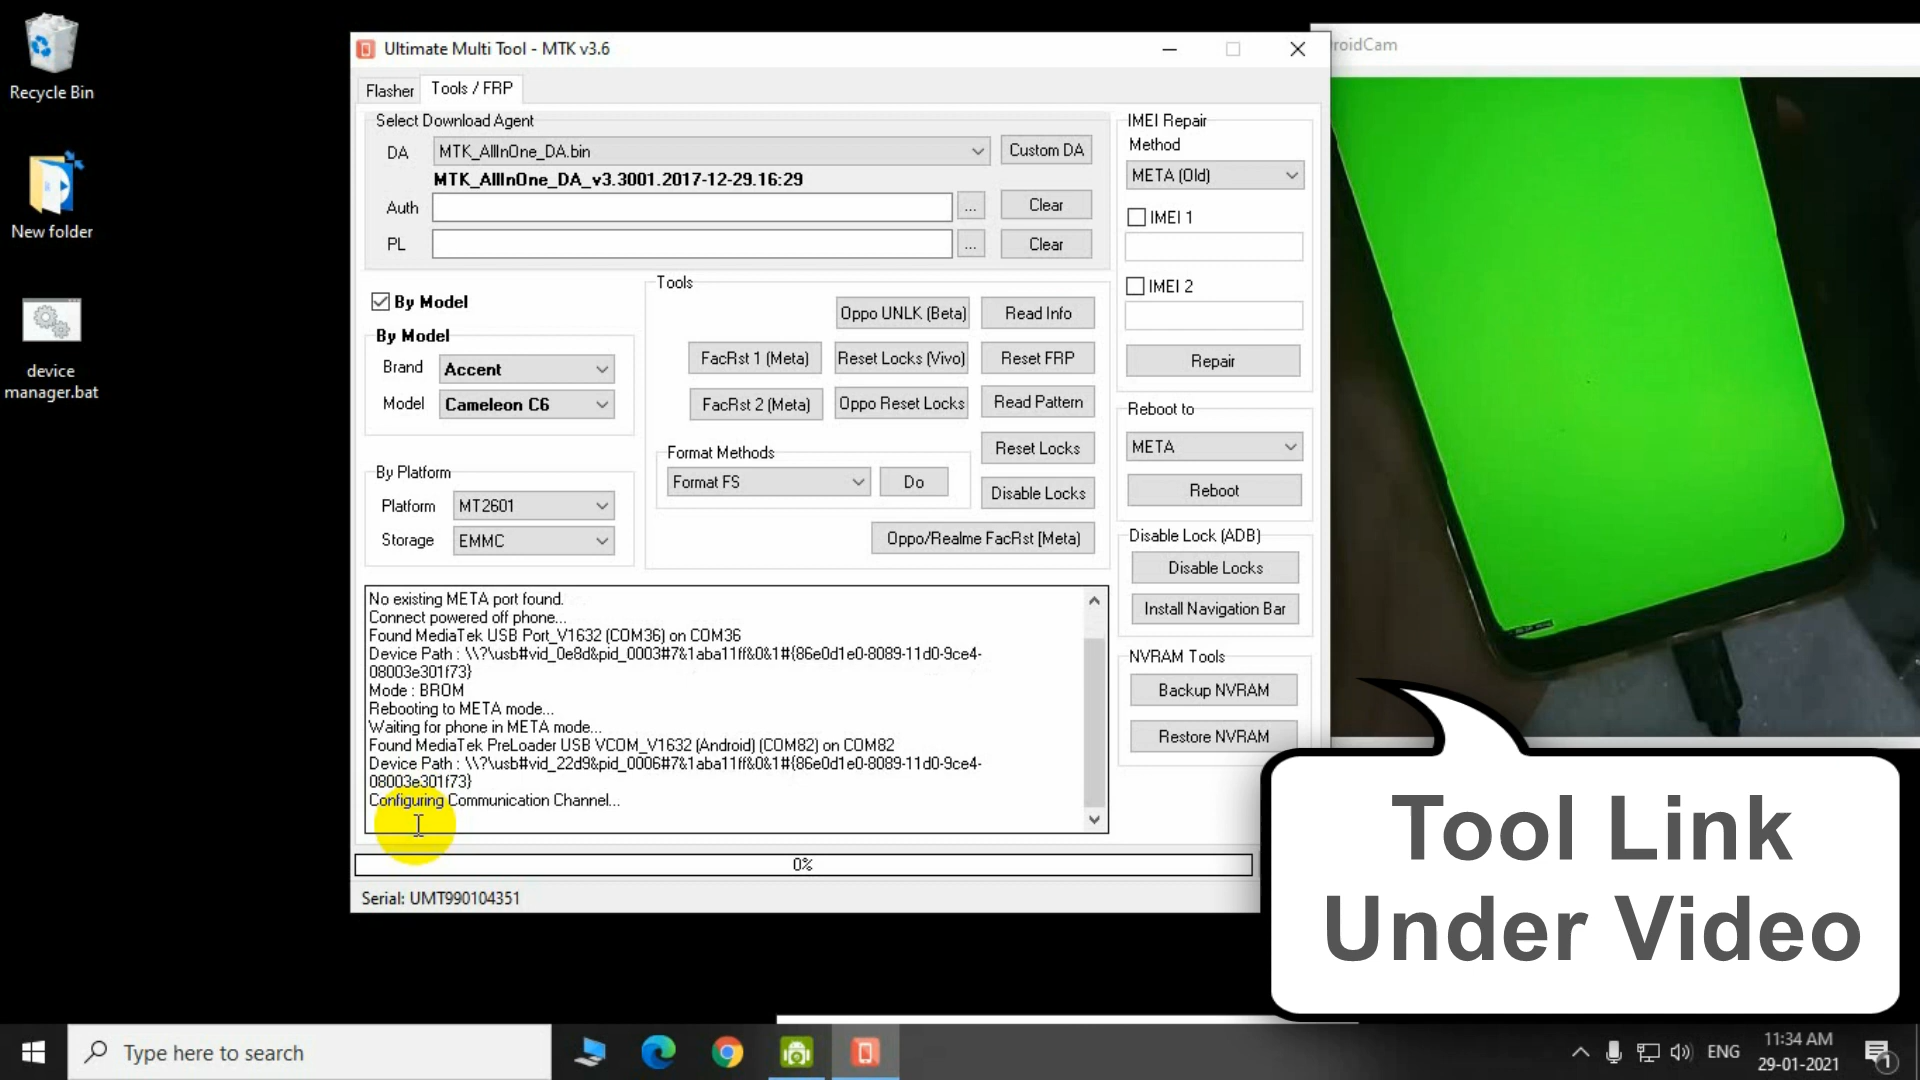 Recycle Bin
New folder
device
manager.bat
Ultimate Multi Tool - MTK v3.6
Flasher
Tools / FRP
Select Download Agent
DA
MTK_AllInOne_DA.bin
Custom DA
MTK_AllInOne_DA_v3.3001.2017-12-29.16:29
Auth
...
Clear
PL
...
Clear
By Model
By Model
Brand
Accent
Model
Cameleon C6
By Platform
Platform
MT2601
Storage
EMMC
Tools
Oppo UNLK (Beta)
Read Info
FacRst 1 (Meta)
Reset Locks (Vivo)
Reset FRP
FacRst 2 (Meta)
Oppo Reset Locks
Read Pattern
Format Methods
Format FS
Do
Reset Locks
Disable Locks
Oppo/Realme FacRst [Meta)
IMEI Repair
Method
META (Old)
IMEI 1
IMEI 2
Repair
Reboot to
META
Reboot
Disable Lock (ADB)
Disable Locks
Install Navigation Bar
NVRAM Tools
Backup NVRAM
Restore NVRAM
No existing META port found.
Connect powered off phone...
Found MediaTek USB Port_V1632 (COM36) on COM36
Device Path : \\?\usb#vid_0e8d&pid_0003#7&1aba11ff&0&1#{86e0d1e0-8089-11d0-9ce4-
08003e301f73}
Mode : BROM
Rebooting to META mode...
Waiting for phone in META mode...
Found MediaTek PreLoader USB VCOM_V1632 (Android) (COM82) on COM82
Device Path : \\?\usb#vid_22d9&pid_0006#7&1aba11ff&0&1#{86e0d1e0-8089-11d0-9ce4-
08003e301f73}
Configuring Communication Channel...
0%
Serial: UMT990104351
roidCam
Tool Link
Under Video
Type here to search
ENG
11:34 AM
29-01-2021
1